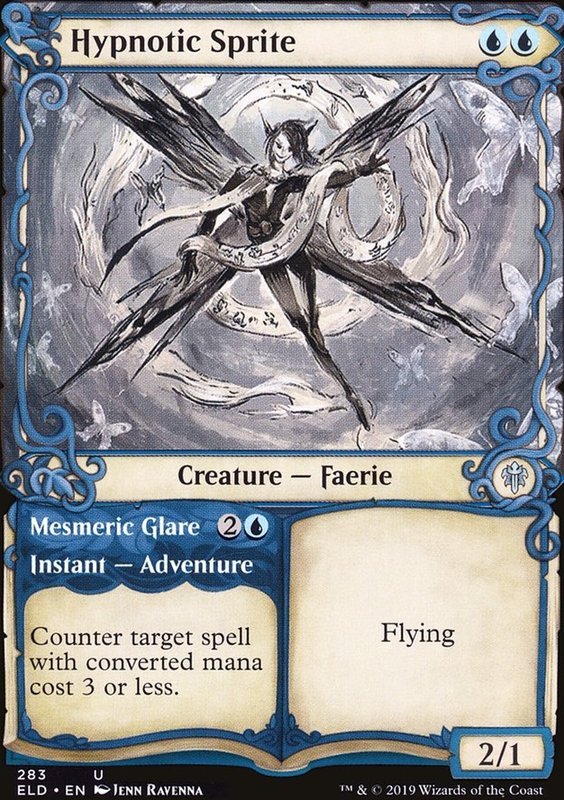 Hypnotic Sprite
Creature — Faerie
Mesmeric Glare 2
Instant — Adventure
Counter target spell
with converted mana
cost 3 or less.
Flying
2/1
283 U
ELD • EN Jenn Ravenna
™ & © 2019 Wizards of the Coast